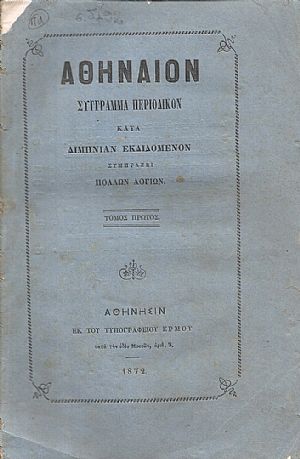 ΑΘΗΝΑΙΟΝ
ΣΥΓΓΡΑΜΜΑ ΠΕΡΙΟΔΙΚΟΝ
ΚΑΤΑ
ΔΙΜΗΝΙΑΝ ΕΚΔΙΔΟΜΕΝΟΝ
ΣΥΜΠΡΑΞΕΙ
ΠΟΛΛΩΝ ΛΟΓΙΩΝ.
ΤΟΜΟΣ ΠΡΩΤΟΣ.
ΑΘΗΝΗΣΙΝ
ΕΚ ΤΟΥ ΤΥΠΟΓΡΑΦΕΙΟΥ ΕΡΜΟΥ
1872